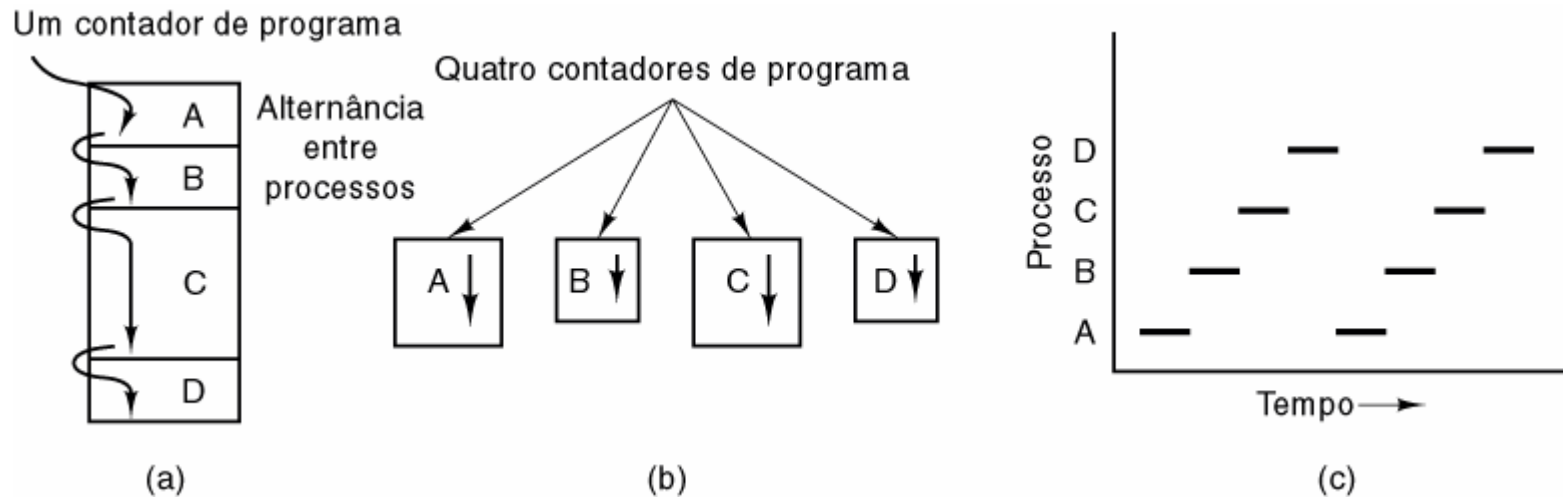 Um contador de programa
A
B
C
D
Alternância
entre
processos
(a)
Quatro contadores de programa
A
B
C
D
(b)
Processo
D
C
B
A
Tempo
(c)